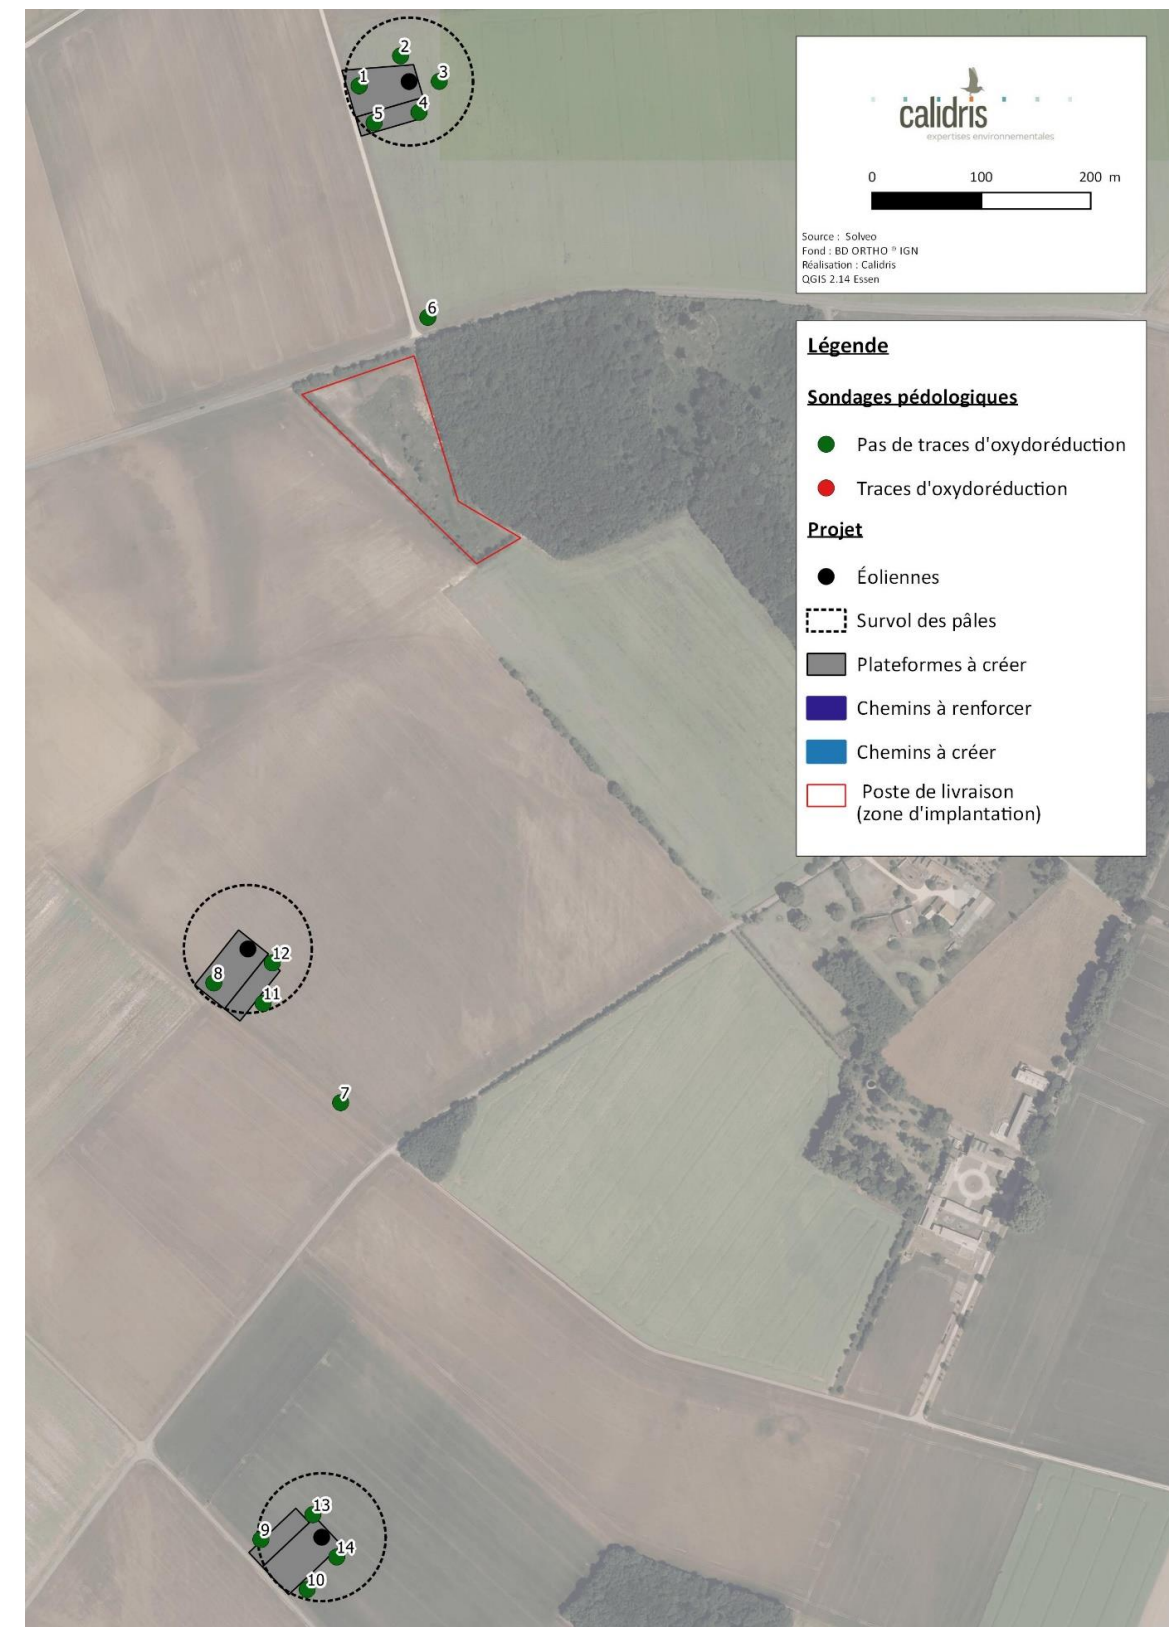 2
1
3
4
5
calidris
expertises environnementales
0 100 200 m
Source : Solveo
Fond : BD ORTHO ® IGN
Réalisation : Calidris
QGIS 2.14 Essen
6
Légende
Sondages pédologiques
Pas de traces d'oxydoréduction
Traces d'oxydoréduction
Projet
Éoliennes
Survol des pâles
Plateformes à créer
Chemins à renforcer
Chemins à créer
Poste de livraison
(zone d'implantation)
12
8
11
7
13
9
14
10